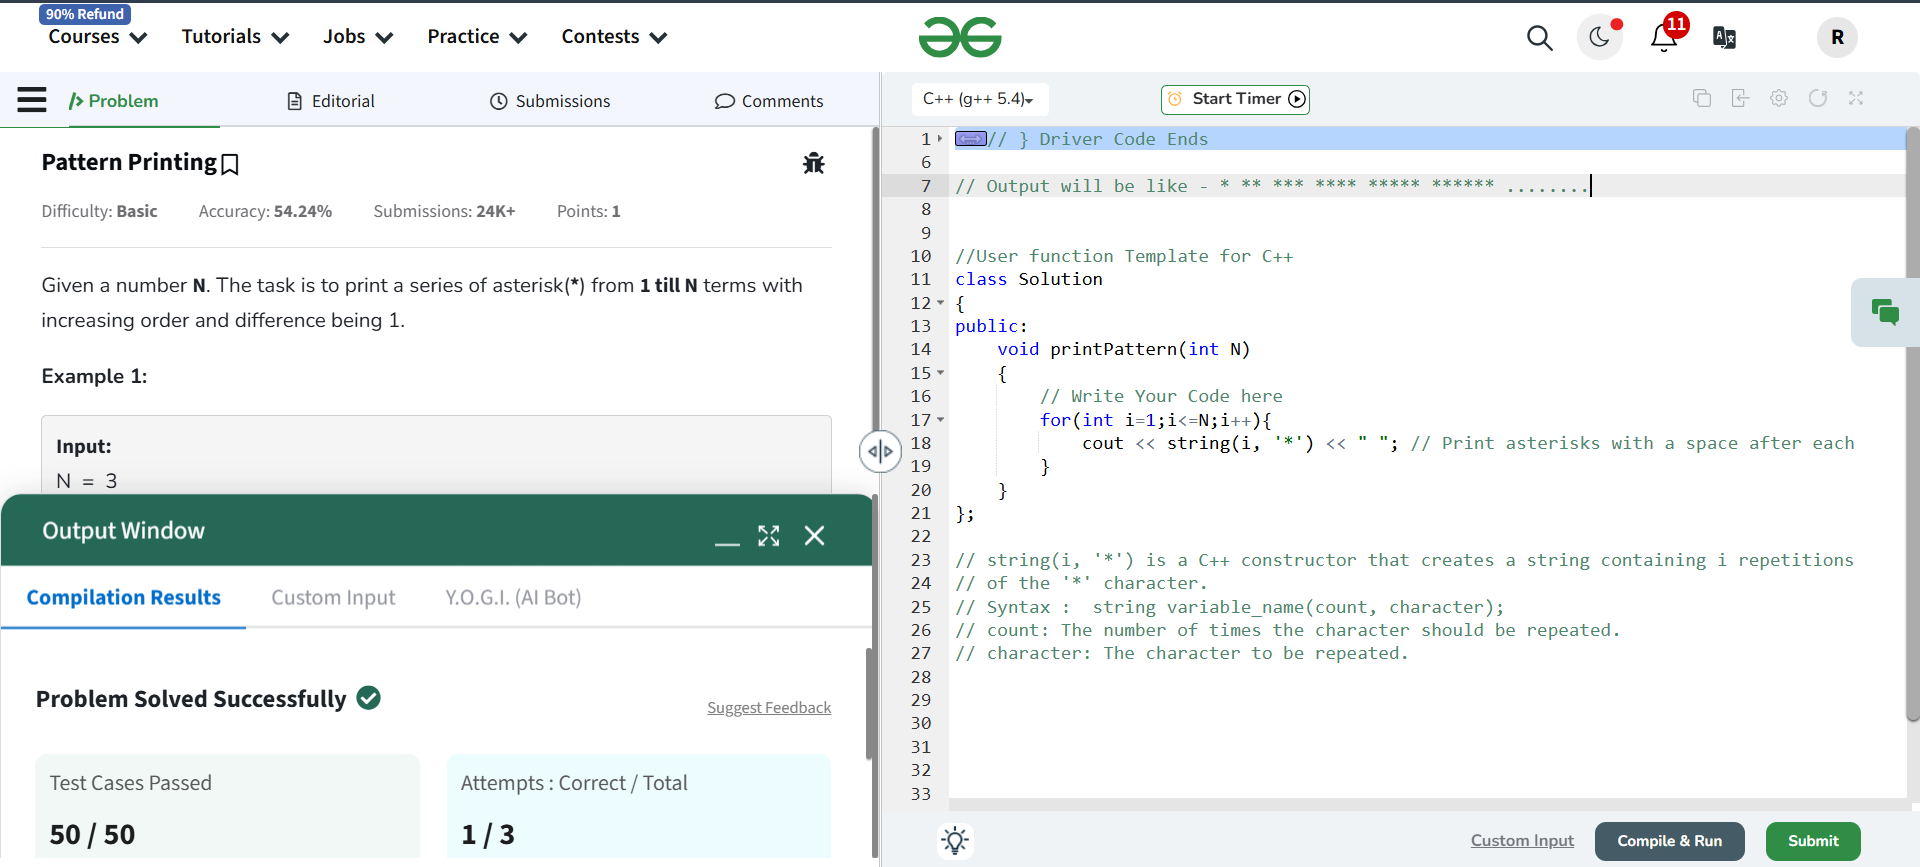 90% Refund
Courses Tutorials Jobs Practice Contests
11
R
Problem Editorial Submissions Comments
C++ (g++ 5.4) Start Timer
Pattern Printing
Difficulty: Basic Accuracy: 54.24% Submissions: 24K+ Points: 1
Given a number N. The task is to print a series of asterisk(*) from 1 till N terms with
increasing order and difference being 1.
Example 1:
Input:
N = 3
Output Window
Compilation Results Custom Input Y.O.G.I. (AI Bot)
Problem Solved Successfully
Suggest Feedback
Test Cases Passed
50 / 50
Attempts : Correct / Total
1 / 3
1 // } Driver Code Ends
6
7 // Output will be like - * ** *** **** ***** ****** ........
8
9
10 //User function Template for C++
11 class Solution
12 {
13 public:
14 void printPattern(int N)
15 {
16 // Write Your Code here
17 for(int i=1;i<=N;i++){
18 cout << string(i, '*') << " "; // Print asterisks with a space after each
19 }
20 }
21 };
22
23 // string(i, '*') is a C++ constructor that creates a string containing i repetitions
24 // of the '*' character.
25 // Syntax :  string variable_name(count, character);
26 // count: The number of times the character should be repeated.
27 // character: The character to be repeated.
28
29
30
31
32
33
Custom Input Compile & Run Submit